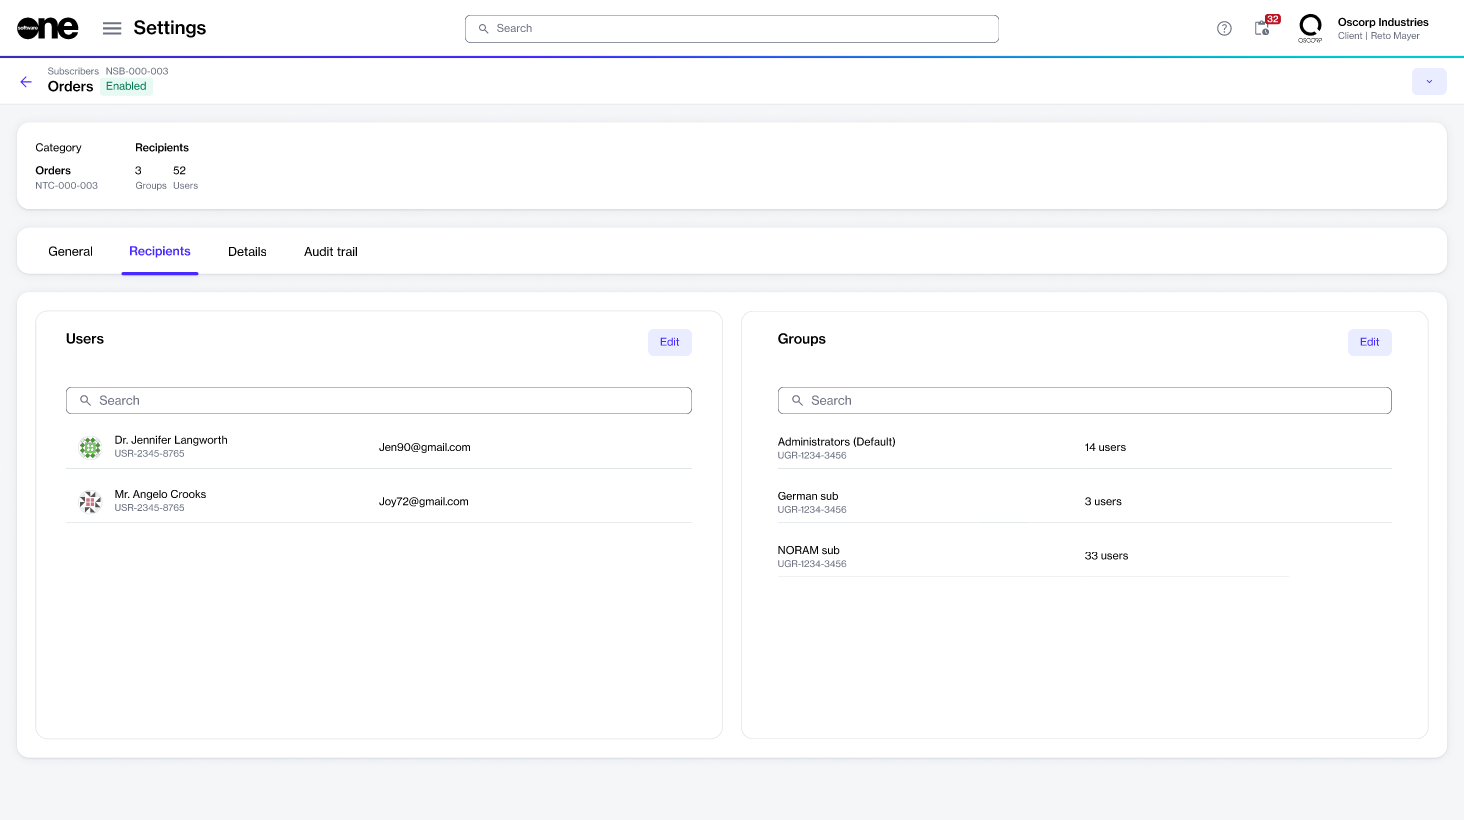 software one
Settings
Search
32
OSCORP
Oscorp Industries
Client | Reto Mayer
Subscribers NSB-000-003
Orders Enabled
Category Recipients
Orders 3 52
NTC-000-003 Groups Users
General Recipients Details Audit trail
Users Edit
Search
Dr. Jennifer Langworth
USR-2345-8765
Jen90@gmail.com
Mr. Angelo Crooks
USR-2345-8765
Joy72@gmail.com
Groups Edit
Search
Administrators (Default)
UGR-1234-3456
14 users
German sub
UGR-1234-3456
3 users
NORAM sub
UGR-1234-3456
33 users